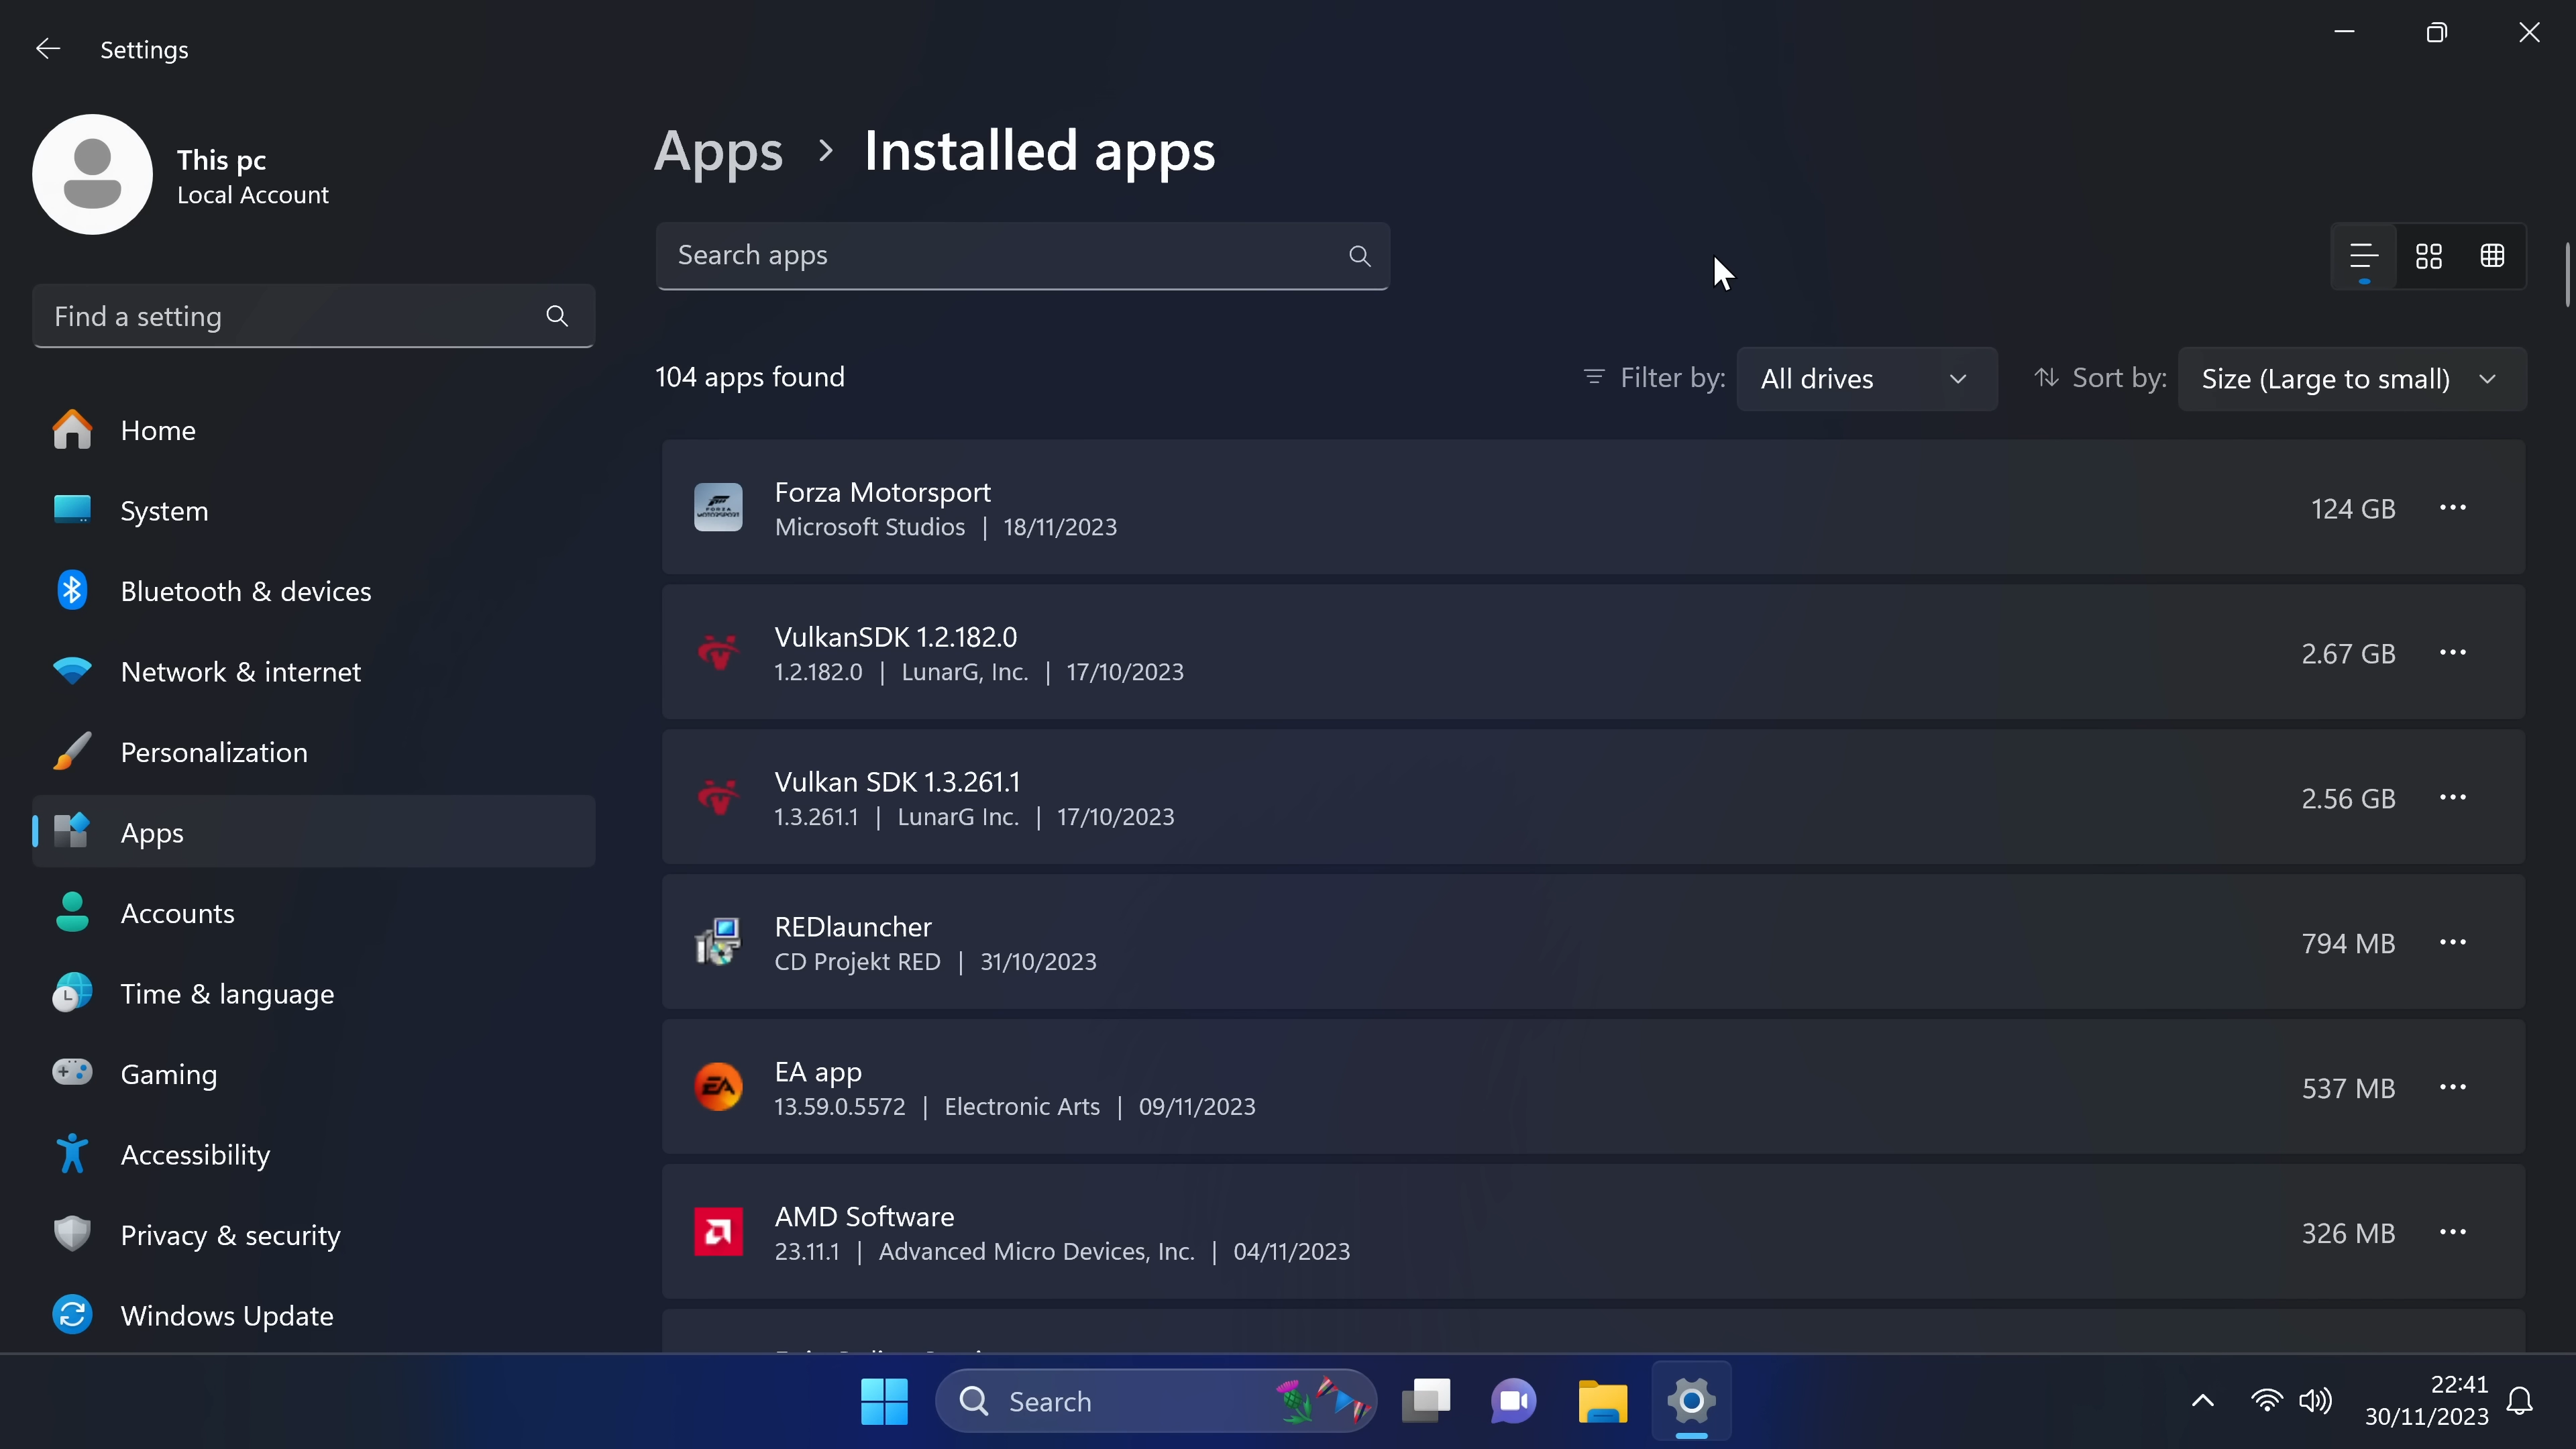 Settings
This pc
Local Account
Find a setting
Home
System
Bluetooth & devices
Network & internet
Personalization
Apps
Accounts
Time & language
Gaming
Accessibility
Privacy & security
Windows Update
Apps > Installed apps
Search apps
104 apps found
Filter by: All drives
Sort by: Size (Large to small)
Forza Motorsport
Microsoft Studios | 18/11/2023
124 GB
VulkanSDK 1.2.182.0
1.2.182.0 | LunarG, Inc. | 17/10/2023
2.67 GB
Vulkan SDK 1.3.261.1
1.3.261.1 | LunarG Inc. | 17/10/2023
2.56 GB
REDlauncher
CD Projekt RED | 31/10/2023
794 MB
EA app
13.59.0.5572 | Electronic Arts | 09/11/2023
537 MB
AMD Software
23.11.1 | Advanced Micro Devices, Inc. | 04/11/2023
326 MB
Search
22:41
30/11/2023